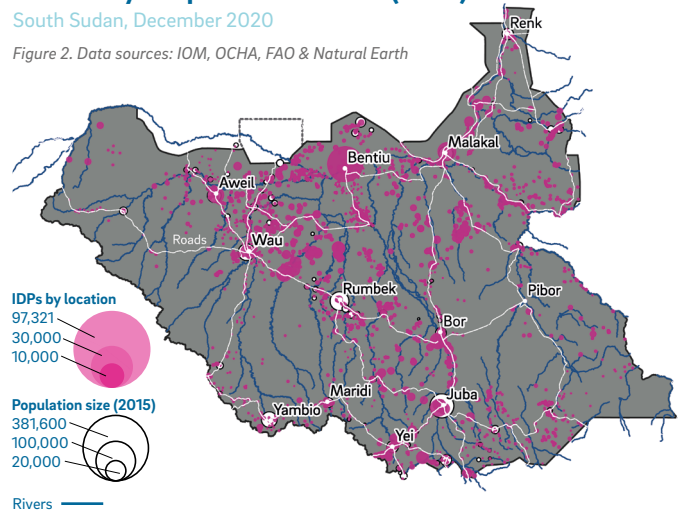 South Sudan, December 2020
Figure 2. Data sources: IOM, OCHA, FAO & Natural Earth
Renk
Malakal
Bentiu
Aweil
Roads
Wau
Rumbek
Pibor
Bor
Maridi
Juba
Yambio
Yei
IDPs by location
97,321
30,000
10,000
Population size (2015)
381,600
100,000
20,000
Rivers